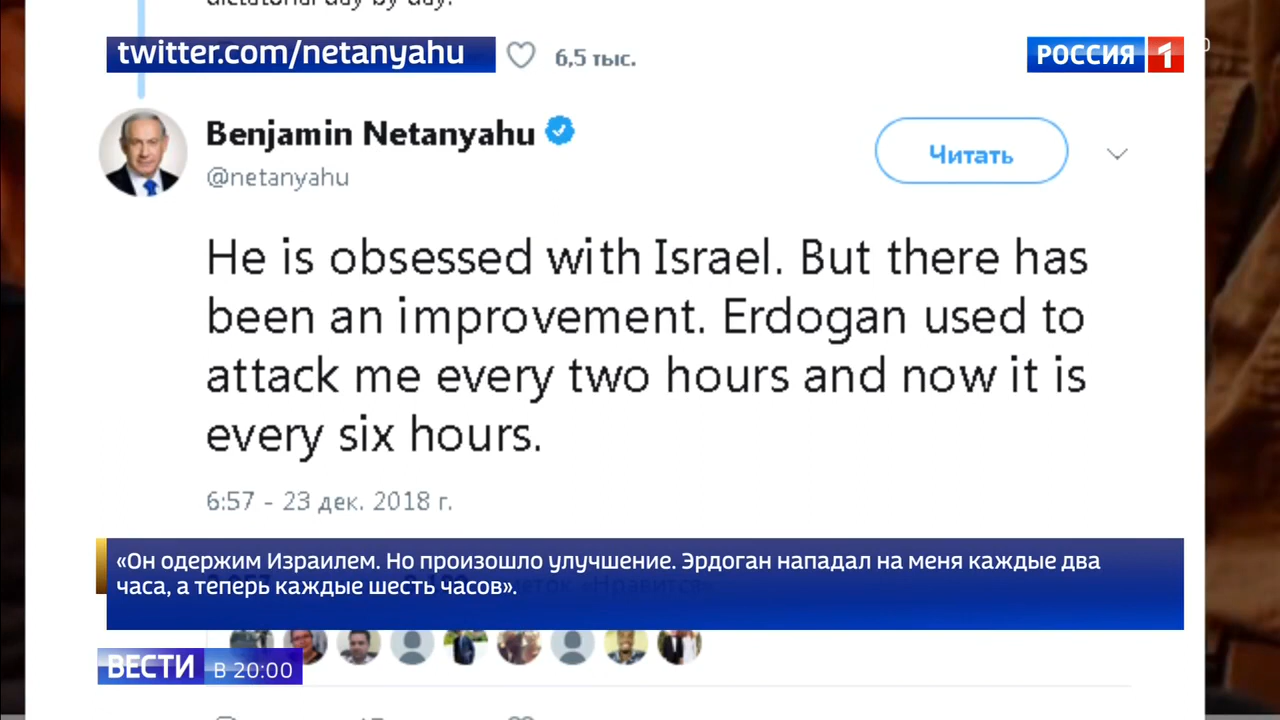 dictatorial day by day.
twitter.com/netanyahu
6,5 тыс.
РОССИЯ 1
Benjamin Netanyahu
@netanyahu
Читать
He is obsessed with Israel. But there has
been an improvement. Erdogan used to
attack me every two hours and now it is
every six hours.
6:57 - 23 дек. 2018 г.
«Он одержим Израилем. Но произошло улучшение. Эрдоган нападал на меня каждые два
часа, а теперь каждые шесть часов».
ВЕСТИ В 20:00